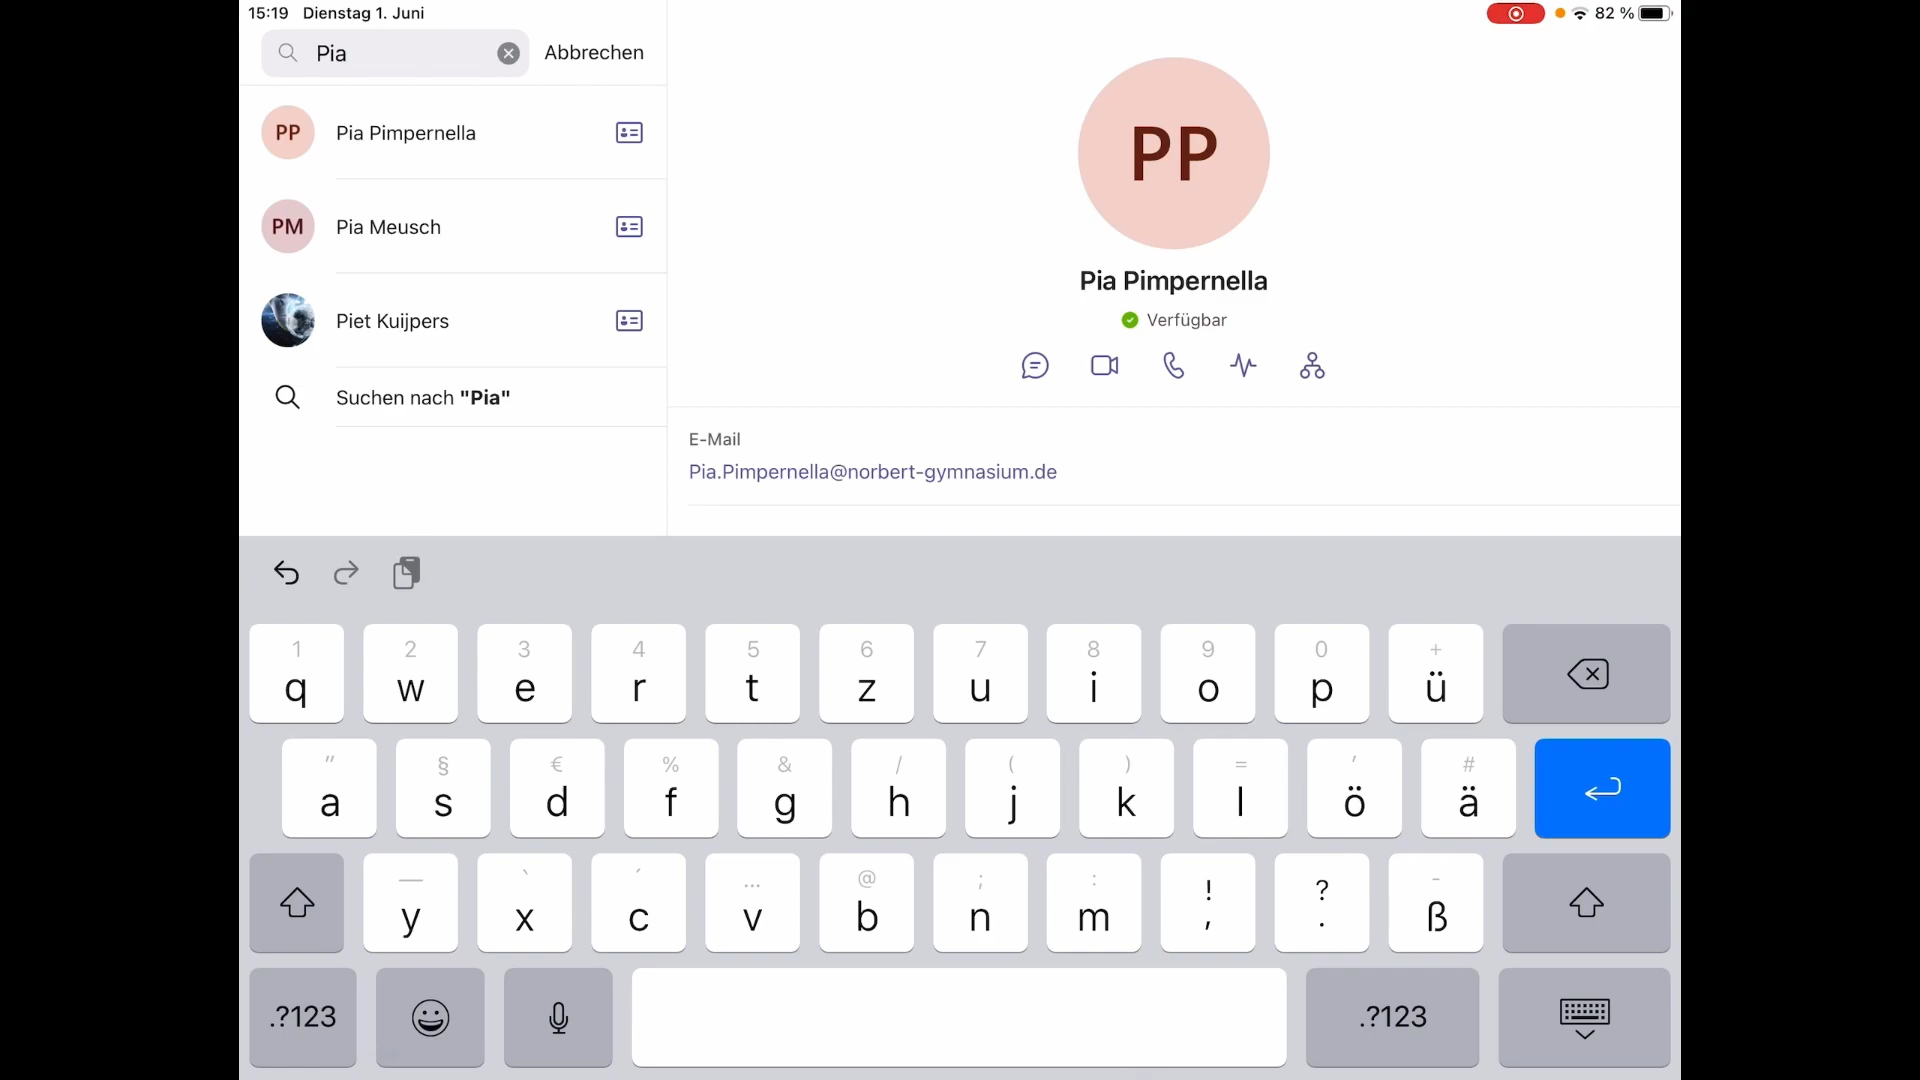 15:19 Dienstag 1. Juni
82 %
Pia
Abbrechen
PP
Pia Pimpernella
PM
Pia Meusch
Piet Kuijpers
Suchen nach "Pia"
PP
Pia Pimpernella
Verfügbar
E-Mail
Pia.Pimpernella@norbert-gymnasium.de
1 2 3 4 5 6 7 8 9 0 +
q w e r t z u i o p ü
" § € % & / ( ) = ' #
a s d f g h j k l ö ä
— ` ´ ... @ ; : ! ? -
y x c v b n m , . ß
.?123
.?123